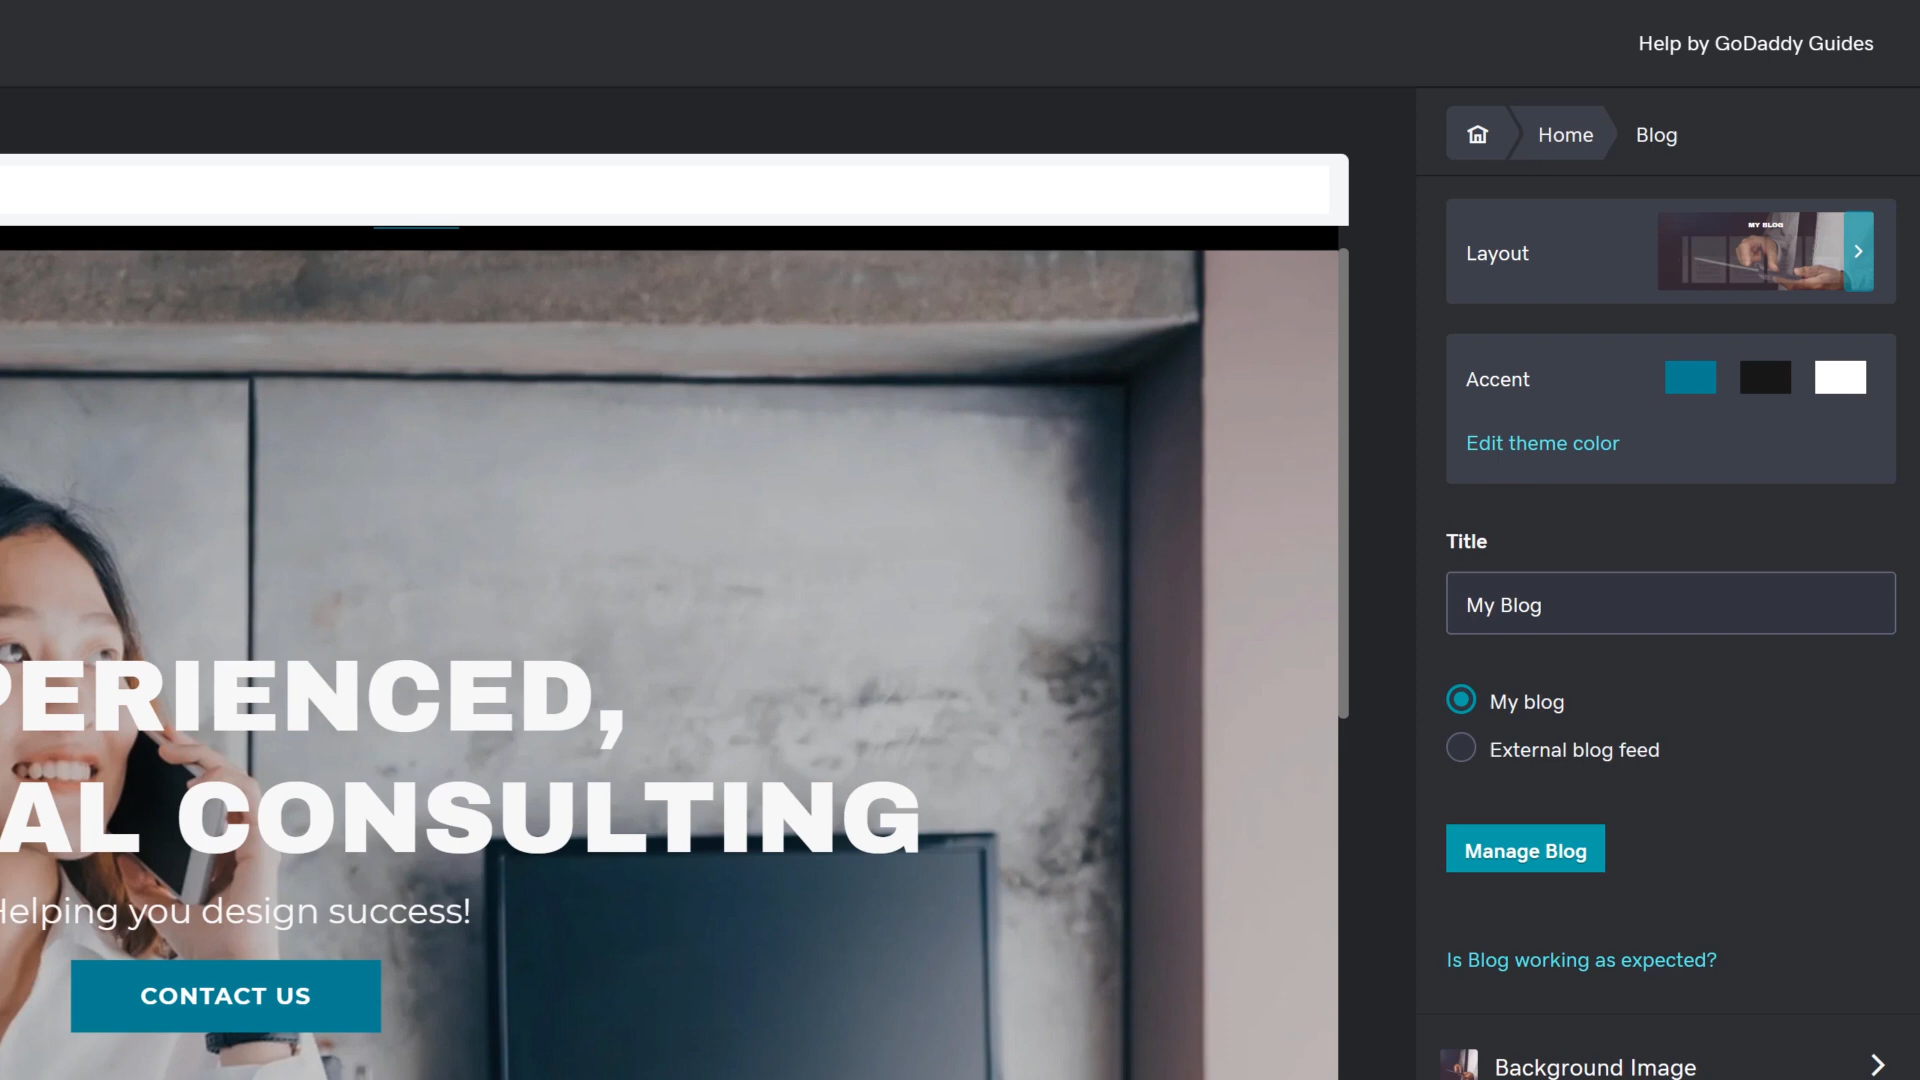 Help by GoDaddy Guides
Home
Blog
Layout
MY BLOG
Accent
Edit theme color
Title
My Blog
My blog
External blog feed
Manage Blog
Is Blog working as expected?
Background Image
PERIENCED,
AL CONSULTING
Helping you design success!
CONTACT US